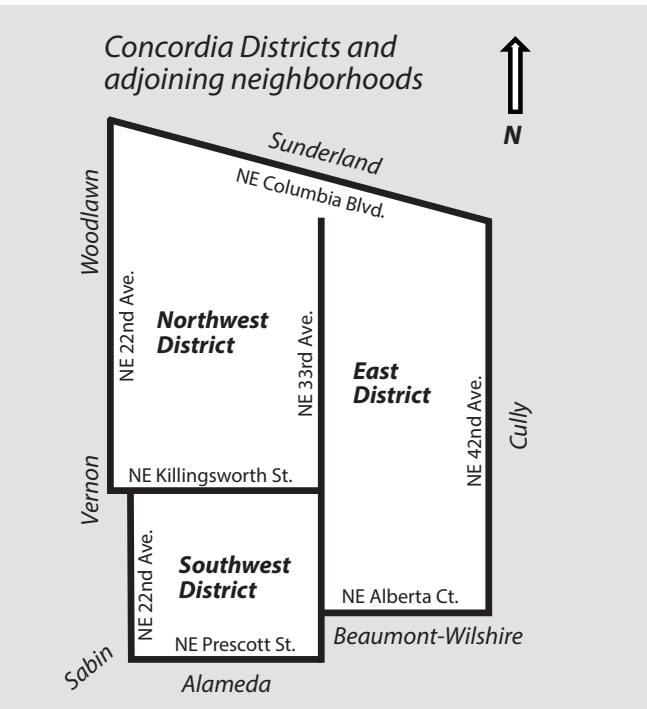 Concordia Districts and
adjoining neighborhoods
N
Sunderland
NE Columbia Blvd.
Woodlawn
NE 22nd Ave.
Northwest
District
NE 33rd Ave.
East
District
NE 42nd Ave.
Cully
Vernon
NE Killingsworth St.
NE 22nd Ave.
Southwest
District
NE Alberta Ct.
NE Prescott St.
Beaumont-Wilshire
Sabin
Alameda